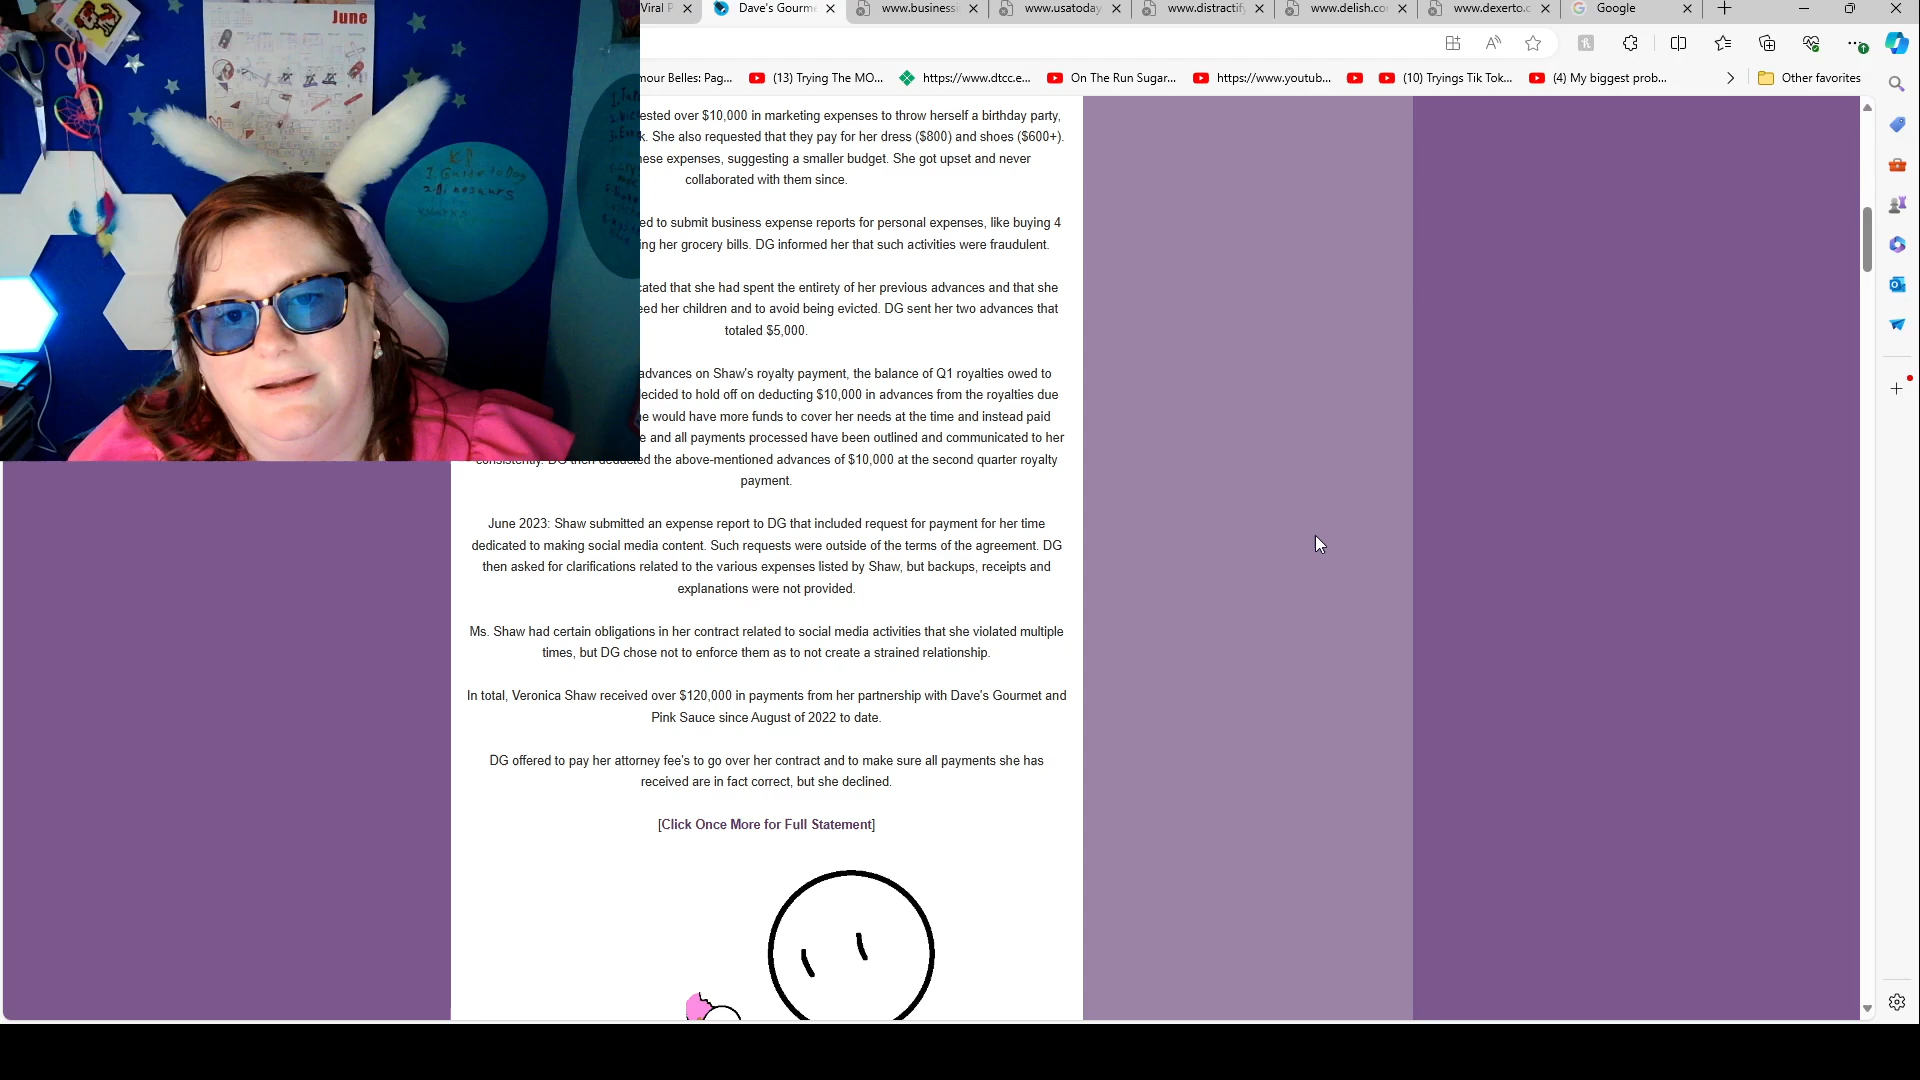 June
K?
1. Guide to Dog
2. Dinosaurs
Viral P
Dave's Gourme
www.businessi
www.usatoday
www.distractify
www.delish.co
www.dexerto.c
Google
mour Belles: Pag...
(13) Trying The MO...
https://www.dtcc.e...
On The Run Sugar...
https://www.youtub...
(10) Tryings Tik Tok...
(4) My biggest prob...
Other favorites
ested over $10,000 in marketing expenses to throw herself a birthday party,
k. She also requested that they pay for her dress ($800) and shoes ($600+).
ese expenses, suggesting a smaller budget. She got upset and never
collaborated with them since.
ed to submit business expense reports for personal expenses, like buying 4
ing her grocery bills. DG informed her that such activities were fraudulent.
cated that she had spent the entirety of her previous advances and that she
eed her children and to avoid being evicted. DG sent her two advances that
totaled $5,000.
advances on Shaw's royalty payment, the balance of Q1 royalties owed to
ecided to hold off on deducting $10,000 in advances from the royalties due
e would have more funds to cover her needs at the time and instead paid
e and all payments processed have been outlined and communicated to her
consistently. DG then deducted the above-mentioned advances of $10,000 at the second quarter royalty
payment.
June 2023: Shaw submitted an expense report to DG that included request for payment for her time
dedicated to making social media content. Such requests were outside of the terms of the agreement. DG
then asked for clarifications related to the various expenses listed by Shaw, but backups, receipts and
explanations were not provided.
Ms. Shaw had certain obligations in her contract related to social media activities that she violated multiple
times, but DG chose not to enforce them as to not create a strained relationship.
In total, Veronica Shaw received over $120,000 in payments from her partnership with Dave's Gourmet and
Pink Sauce since August of 2022 to date.
DG offered to pay her attorney fee's to go over her contract and to make sure all payments she has
received are in fact correct, but she declined.
[Click Once More for Full Statement]